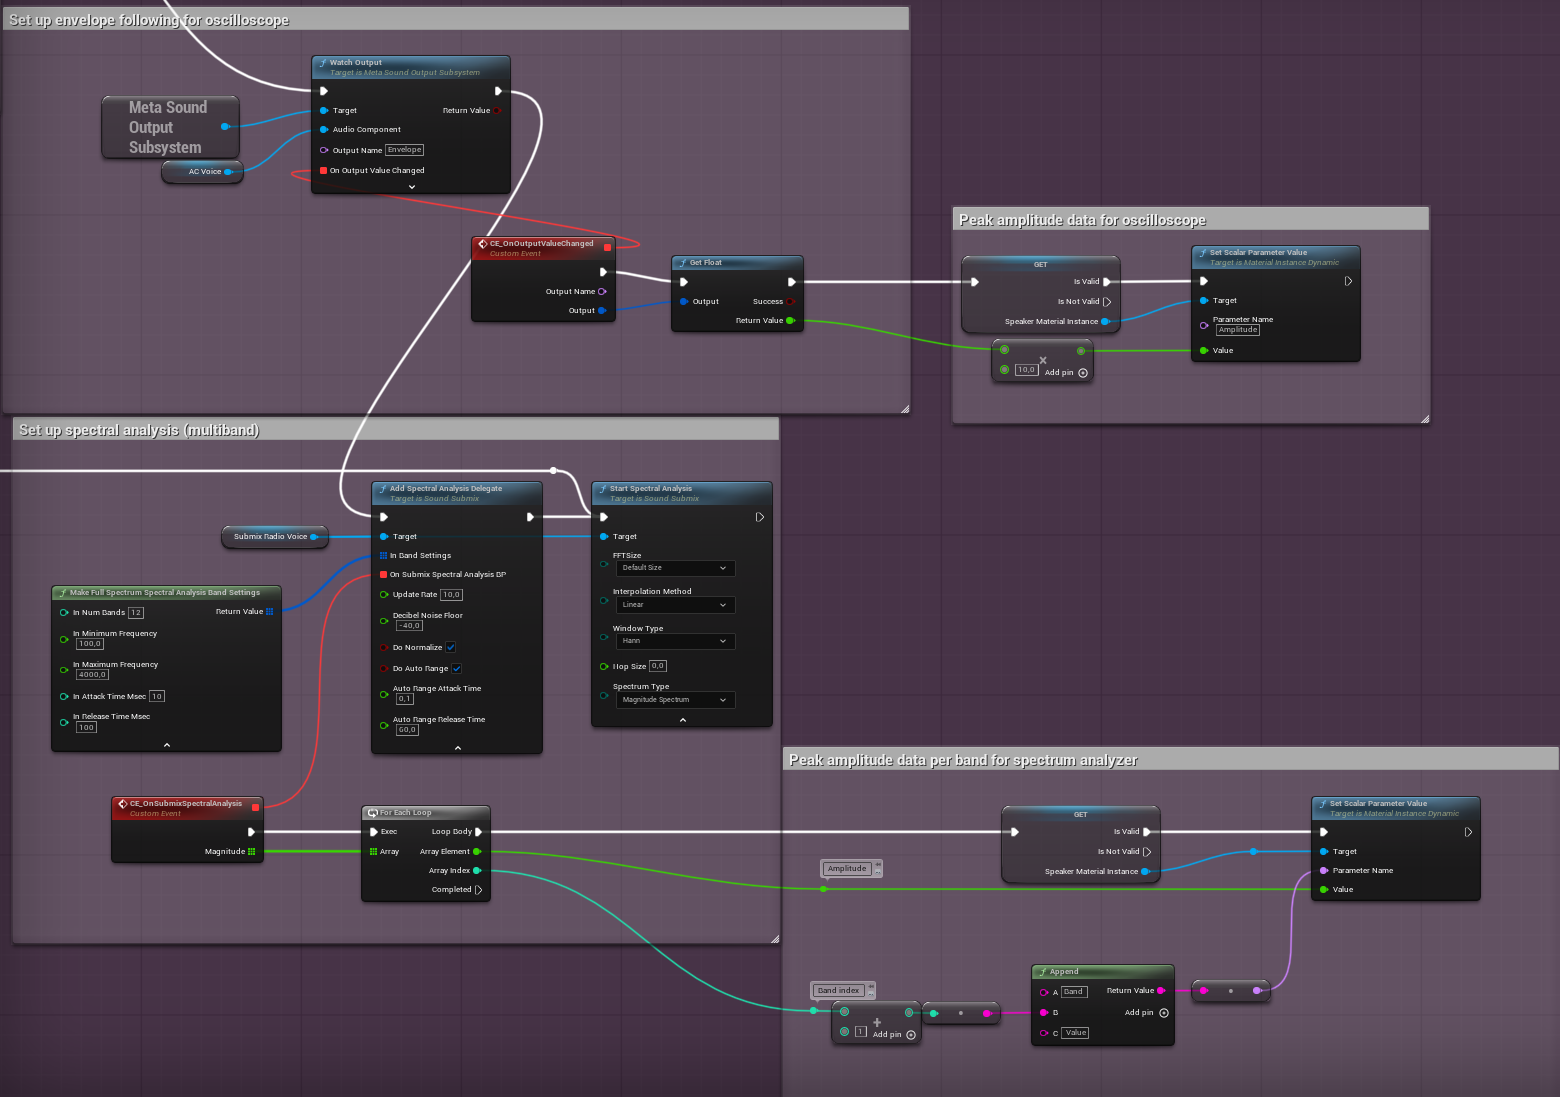 Set up envelope following for oscilloscope
Watch Output
Target is Meta Sound Output Subsystem
Meta Sound
Output
Subsystem
Target
Return Value
Audio Component
Output Name Envelope
AC Voice
On Output Value Changed
CE_OnOutputValueChanged
Custom Event
Output Name
Output
Get Float
Output
Success
Return Value
Peak amplitude data for oscilloscope
GET
Is Valid
Is Not Valid
Speaker Material Instance
Set Scalar Parameter Value
Target is Material Instance Dynamic
Target
Parameter Name
Amplitude
Value
×
10,0
Add pin
Set up spectral analysis (multiband)
Add Spectral Analysis Delegate
Target is Sound Submix
Submix Radio Voice
Target
In Band Settings
On Submix Spectral Analysis BP
Update Rate 10,0
Decibel Noise Floor
-40,0
Do Normalize
Do Auto Range
Auto Range Attack Time
0,1
Auto Range Release Time
60,0
Start Spectral Analysis
Target is Sound Submix
Target
FFTSize
Default Size
Interpolation Method
Linear
Window Type
Hann
Hop Size 0,0
Spectrum Type
Magnitude Spectrum
Make Full Spectrum Spectral Analysis Band Settings
In Num Bands 12
Return Value
In Minimum Frequency
100,0
In Maximum Frequency
4000,0
In Attack Time Msec 10
In Release Time Msec
100
CE_OnSubmixSpectralAnalysis
Custom Event
Magnitude
For Each Loop
Exec
Loop Body
Array
Array Element
Array Index
Completed
Peak amplitude data per band for spectrum analyzer
GET
Is Valid
Is Not Valid
Speaker Material Instance
Set Scalar Parameter Value
Target is Material Instance Dynamic
Target
Parameter Name
Value
Amplitude
Band index
+
1
Add pin
Append
A Band
Return Value
B
Add pin
C Value